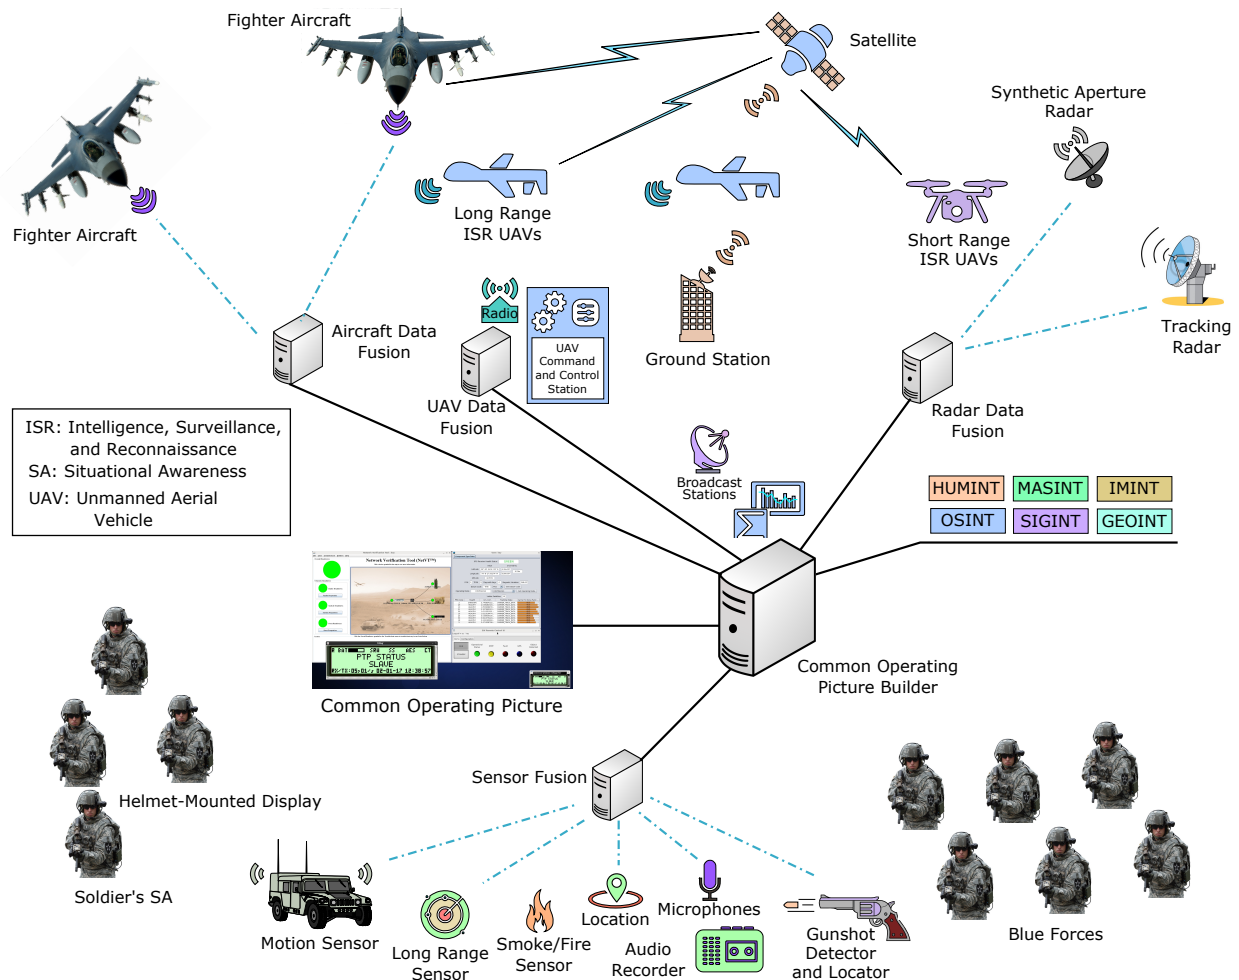 Fighter Aircraft
Satellite
Synthetic Aperture
Radar
Fighter Aircraft
Long Range
ISR UAVs
Short Range
ISR UAVs
Radio
Aircraft Data
Fusion
UAV
Command
and Control
Station
Ground Station
Tracking
Radar
UAV Data
Fusion
Radar Data
Fusion
ISR: Intelligence, Surveillance,
and Reconnaissance
SA: Situational Awareness
UAV: Unmanned Aerial
Vehicle
Broadcast
Stations
HUMINT
MASINT
IMINT
OSINT
SIGINT
GEOINT
Network Verification Tool (NetVT™)
PTP STATUS
SLAVE
Common Operating Picture
Common Operating
Picture Builder
Sensor Fusion
Helmet-Mounted Display
Soldier's SA
Motion Sensor
Long Range
Sensor
Smoke/Fire
Sensor
Location
Microphones
Audio
Recorder
Gunshot
Detector
and Locator
Blue Forces